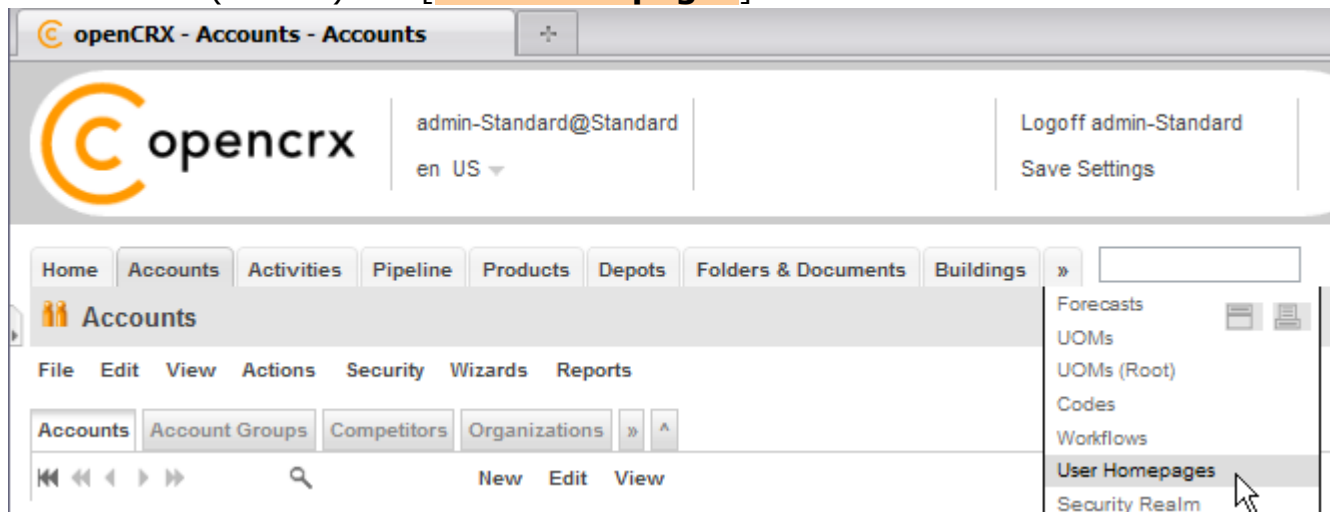 openCRX - Accounts - Accounts
opencrx
admin-Standard@Standard
Logoff admin-Standard
en US
Save Settings
Home Accounts Activities Pipeline Products Depots Folders & Documents Buildings »
Accounts
Forecasts
UOMs
File Edit View Actions Security Wizards Reports
UOMs (Root)
Codes
Accounts Account Groups Competitors Organizations » ^
Workflows
New Edit View
User Homepages
Security Realm